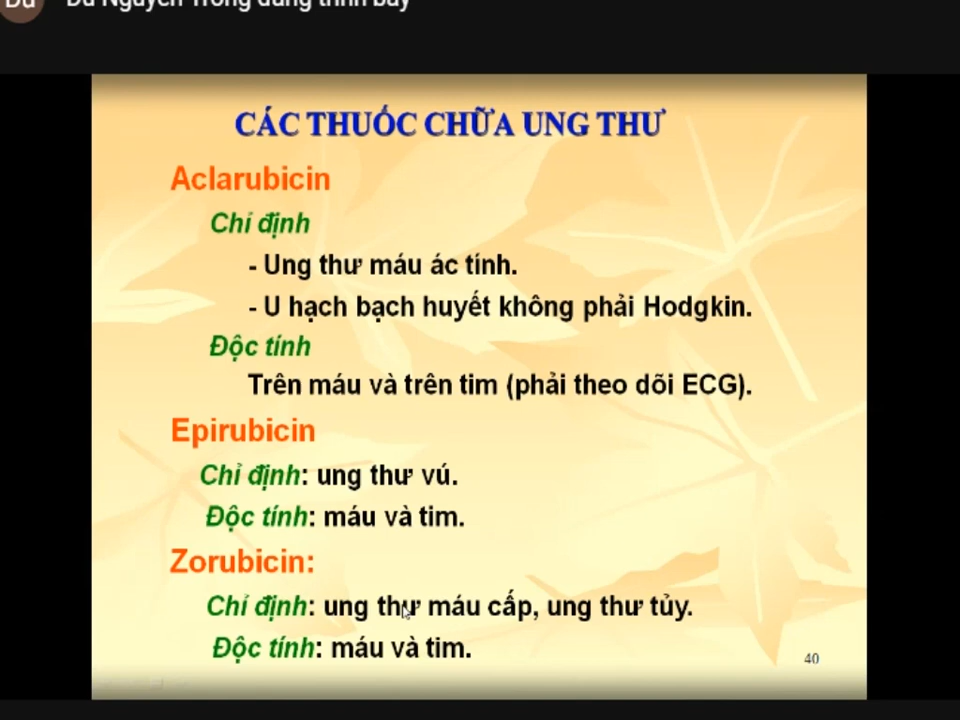 Du Nguyen Trong đang trình bày
CÁC THUỐC CHỮA UNG THƯ
Aclarubicin
Chỉ định
- Ung thư máu ác tính.
- U hạch bạch huyết không phải Hodgkin.
Độc tính
Trên máu và trên tim (phải theo dõi ECG).
Epirubicin
Chỉ định: ung thư vú.
Độc tính: máu và tim.
Zorubicin:
Chỉ định: ung thư máu cấp, ung thư tủy.
Độc tính: máu và tim.
40